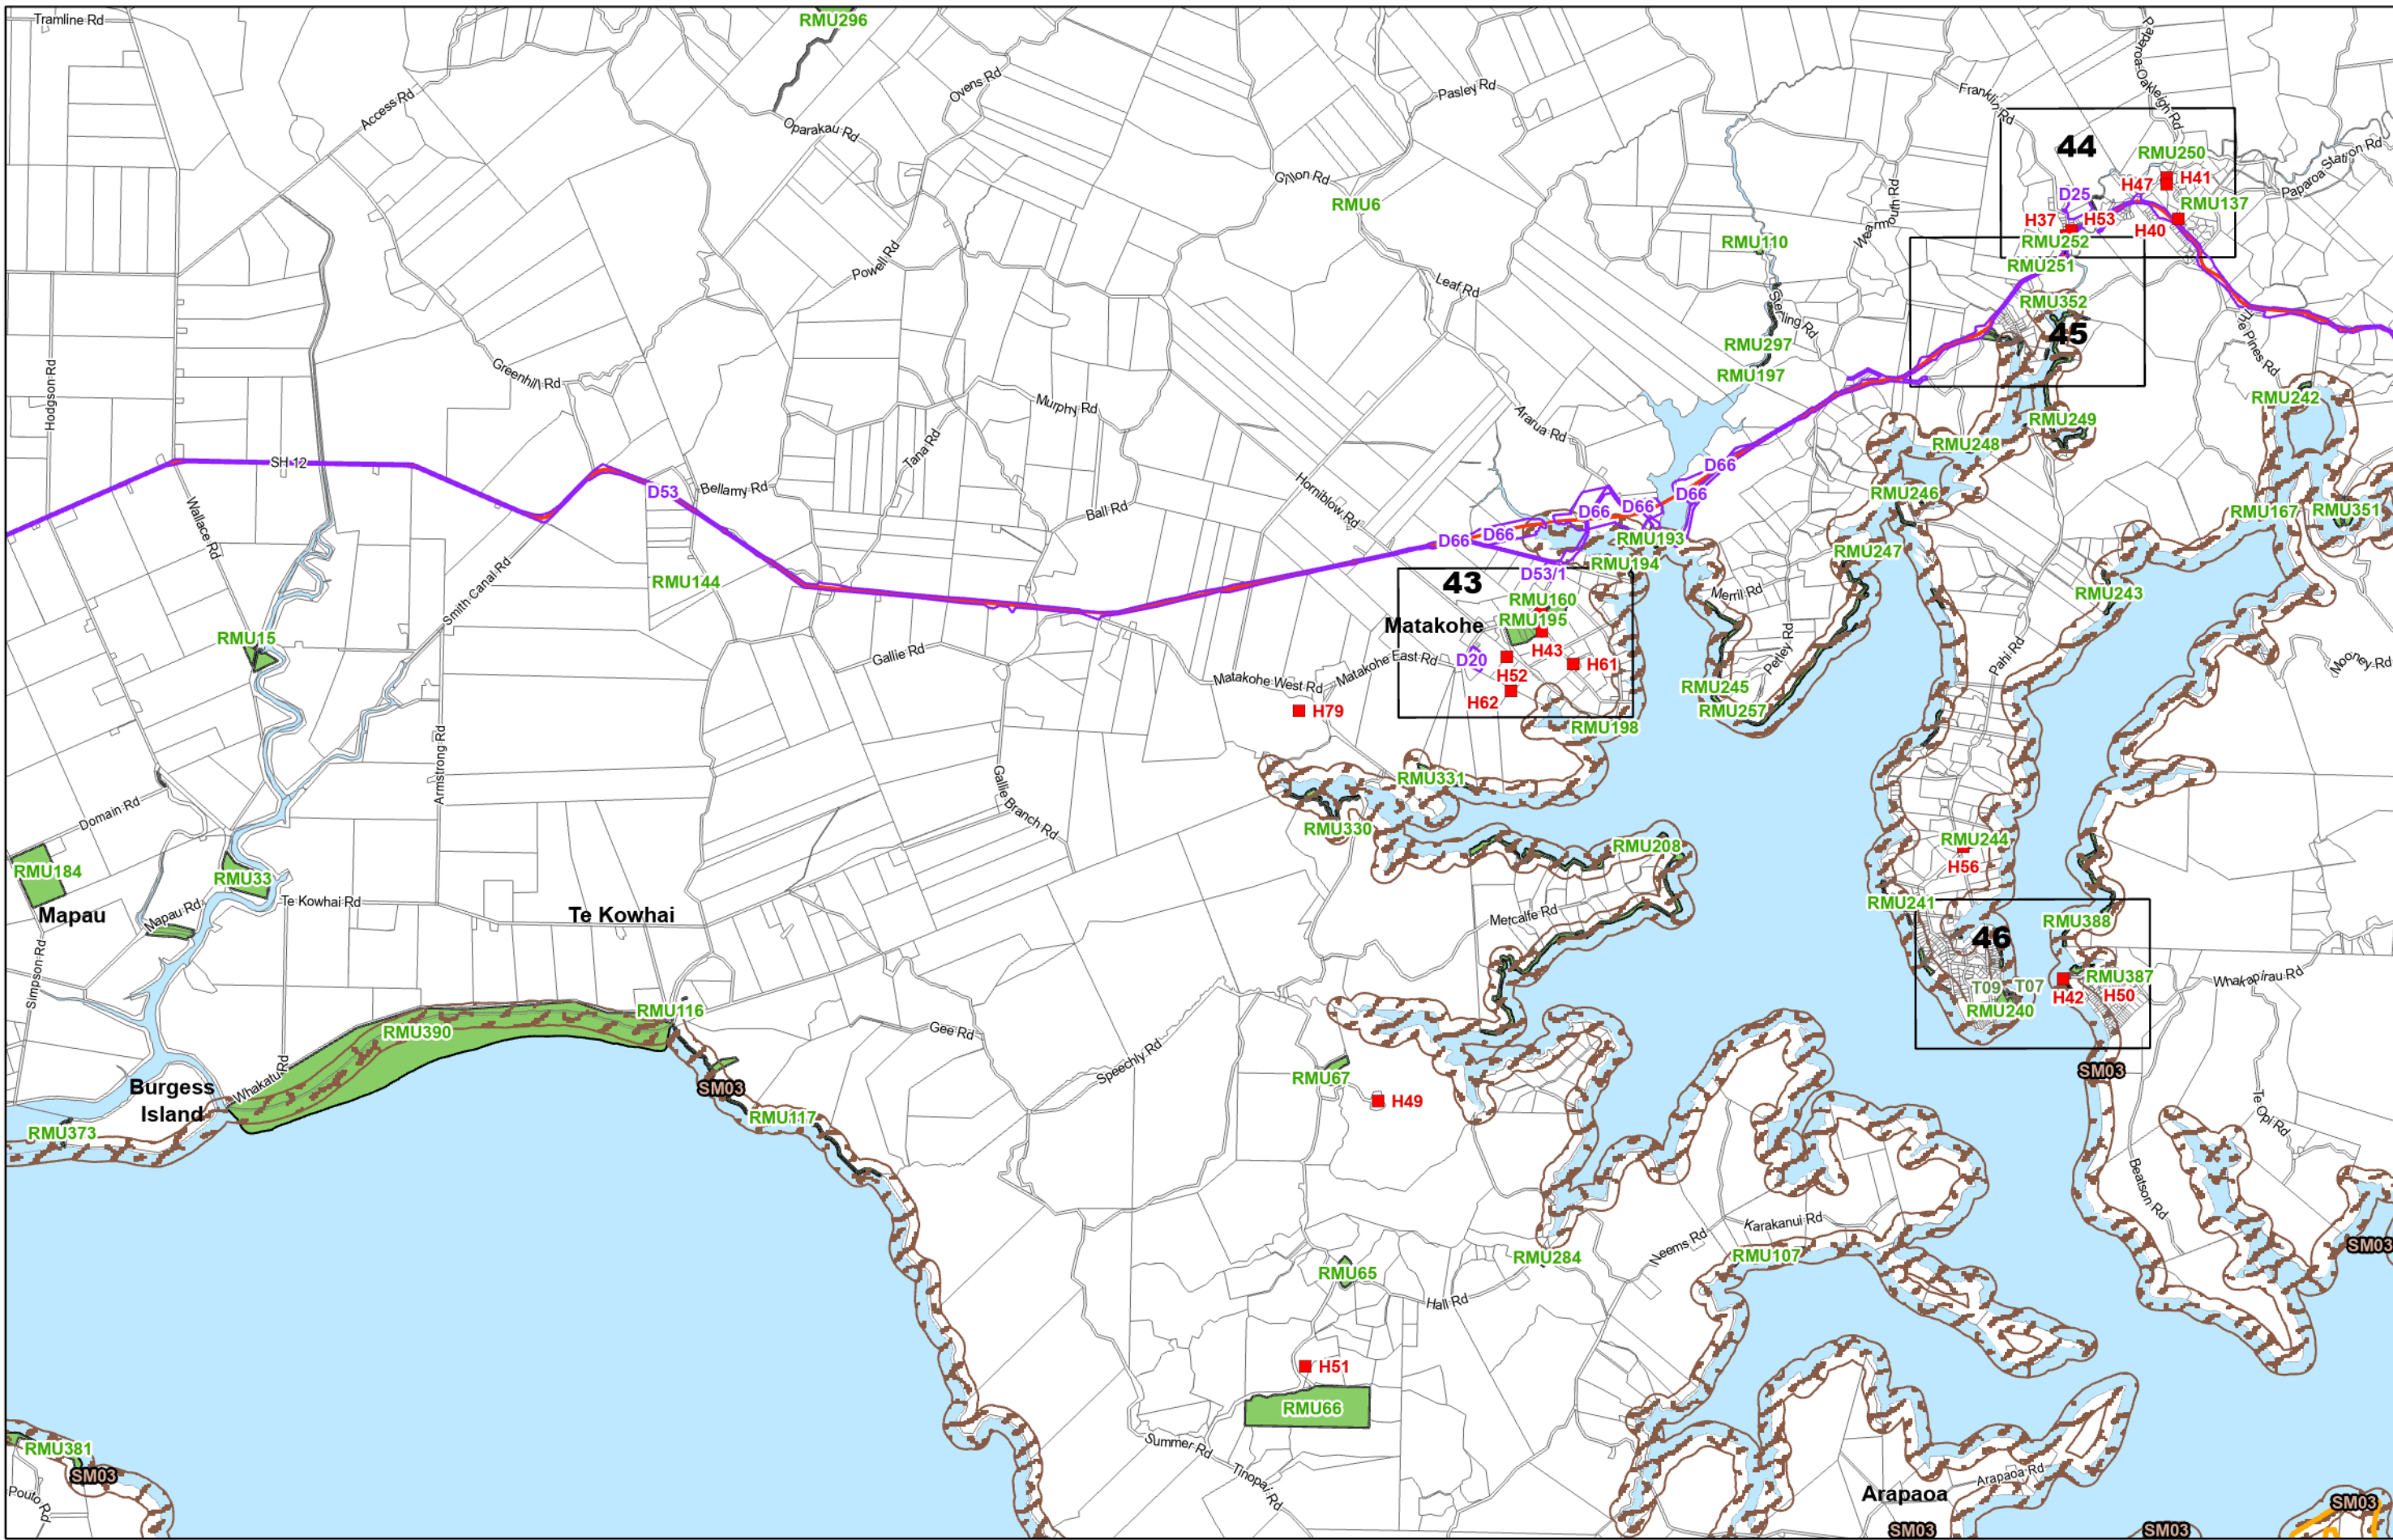 Tramline Rd
RMU296
Access Rd
Ovens Rd
Oparakau Rd
Pasley Rd
Franklin Rd
Paparoa-Oakleigh Rd
44
RMU250
Paparoa Station Rd
Gillon Rd
RMU6
H47
H41
D25
RMU137
H37
H53
H40
Wearmouth Rd
RMU110
RMU252
Powell Rd
RMU251
Leaf Rd
Sterling Rd
RMU352
45
The Pines Rd
RMU297
RMU197
Hodgson Rd
Greenhill Rd
Murphy Rd
RMU242
Ararua Rd
RMU249
Tana Rd
RMU248
SH 12
D66
D53
Bellamy Rd
Horniblow Rd
D66
RMU246
Wallace Rd
Ball Rd
D66
D66
RMU167
RMU351
D66
D66
RMU193
RMU247
RMU194
D53/1
RMU144
43
Smith Canal Rd
Merril Rd
RMU243
RMU160
RMU195
Matakohe
RMU15
H43
Petley Rd
Pahi Rd
Gallie Rd
D20
H61
Mooney Rd
Matakohe East Rd
H52
Matakohe West Rd
RMU245
H62
H79
RMU257
RMU198
Armstrong Rd
RMU331
Domain Rd
Gallie Branch Rd
RMU330
RMU244
RMU208
H56
RMU184
RMU33
Te Kowhai Rd
RMU241
Mapau
Mapau Rd
Te Kowhai
Metcalfe Rd
RMU388
46
Simpson Rd
RMU387
Whakapirau Rd
T09
T07
H42
H50
RMU116
RMU240
RMU390
Gee Rd
Speechly Rd
SM03
Whakatu Rd
RMU67
Burgess
Island
SM03
H49
Te Opi Rd
RMU117
RMU373
Beatson Rd
Karakanui Rd
Neems Rd
SM03
RMU284
RMU107
RMU65
Hall Rd
H51
RMU66
RMU381
Summer Rd
SM03
Tinopai Rd
Arapaoa Rd
Pouto Rd
Arapaoa
SM03
SM03
SM03